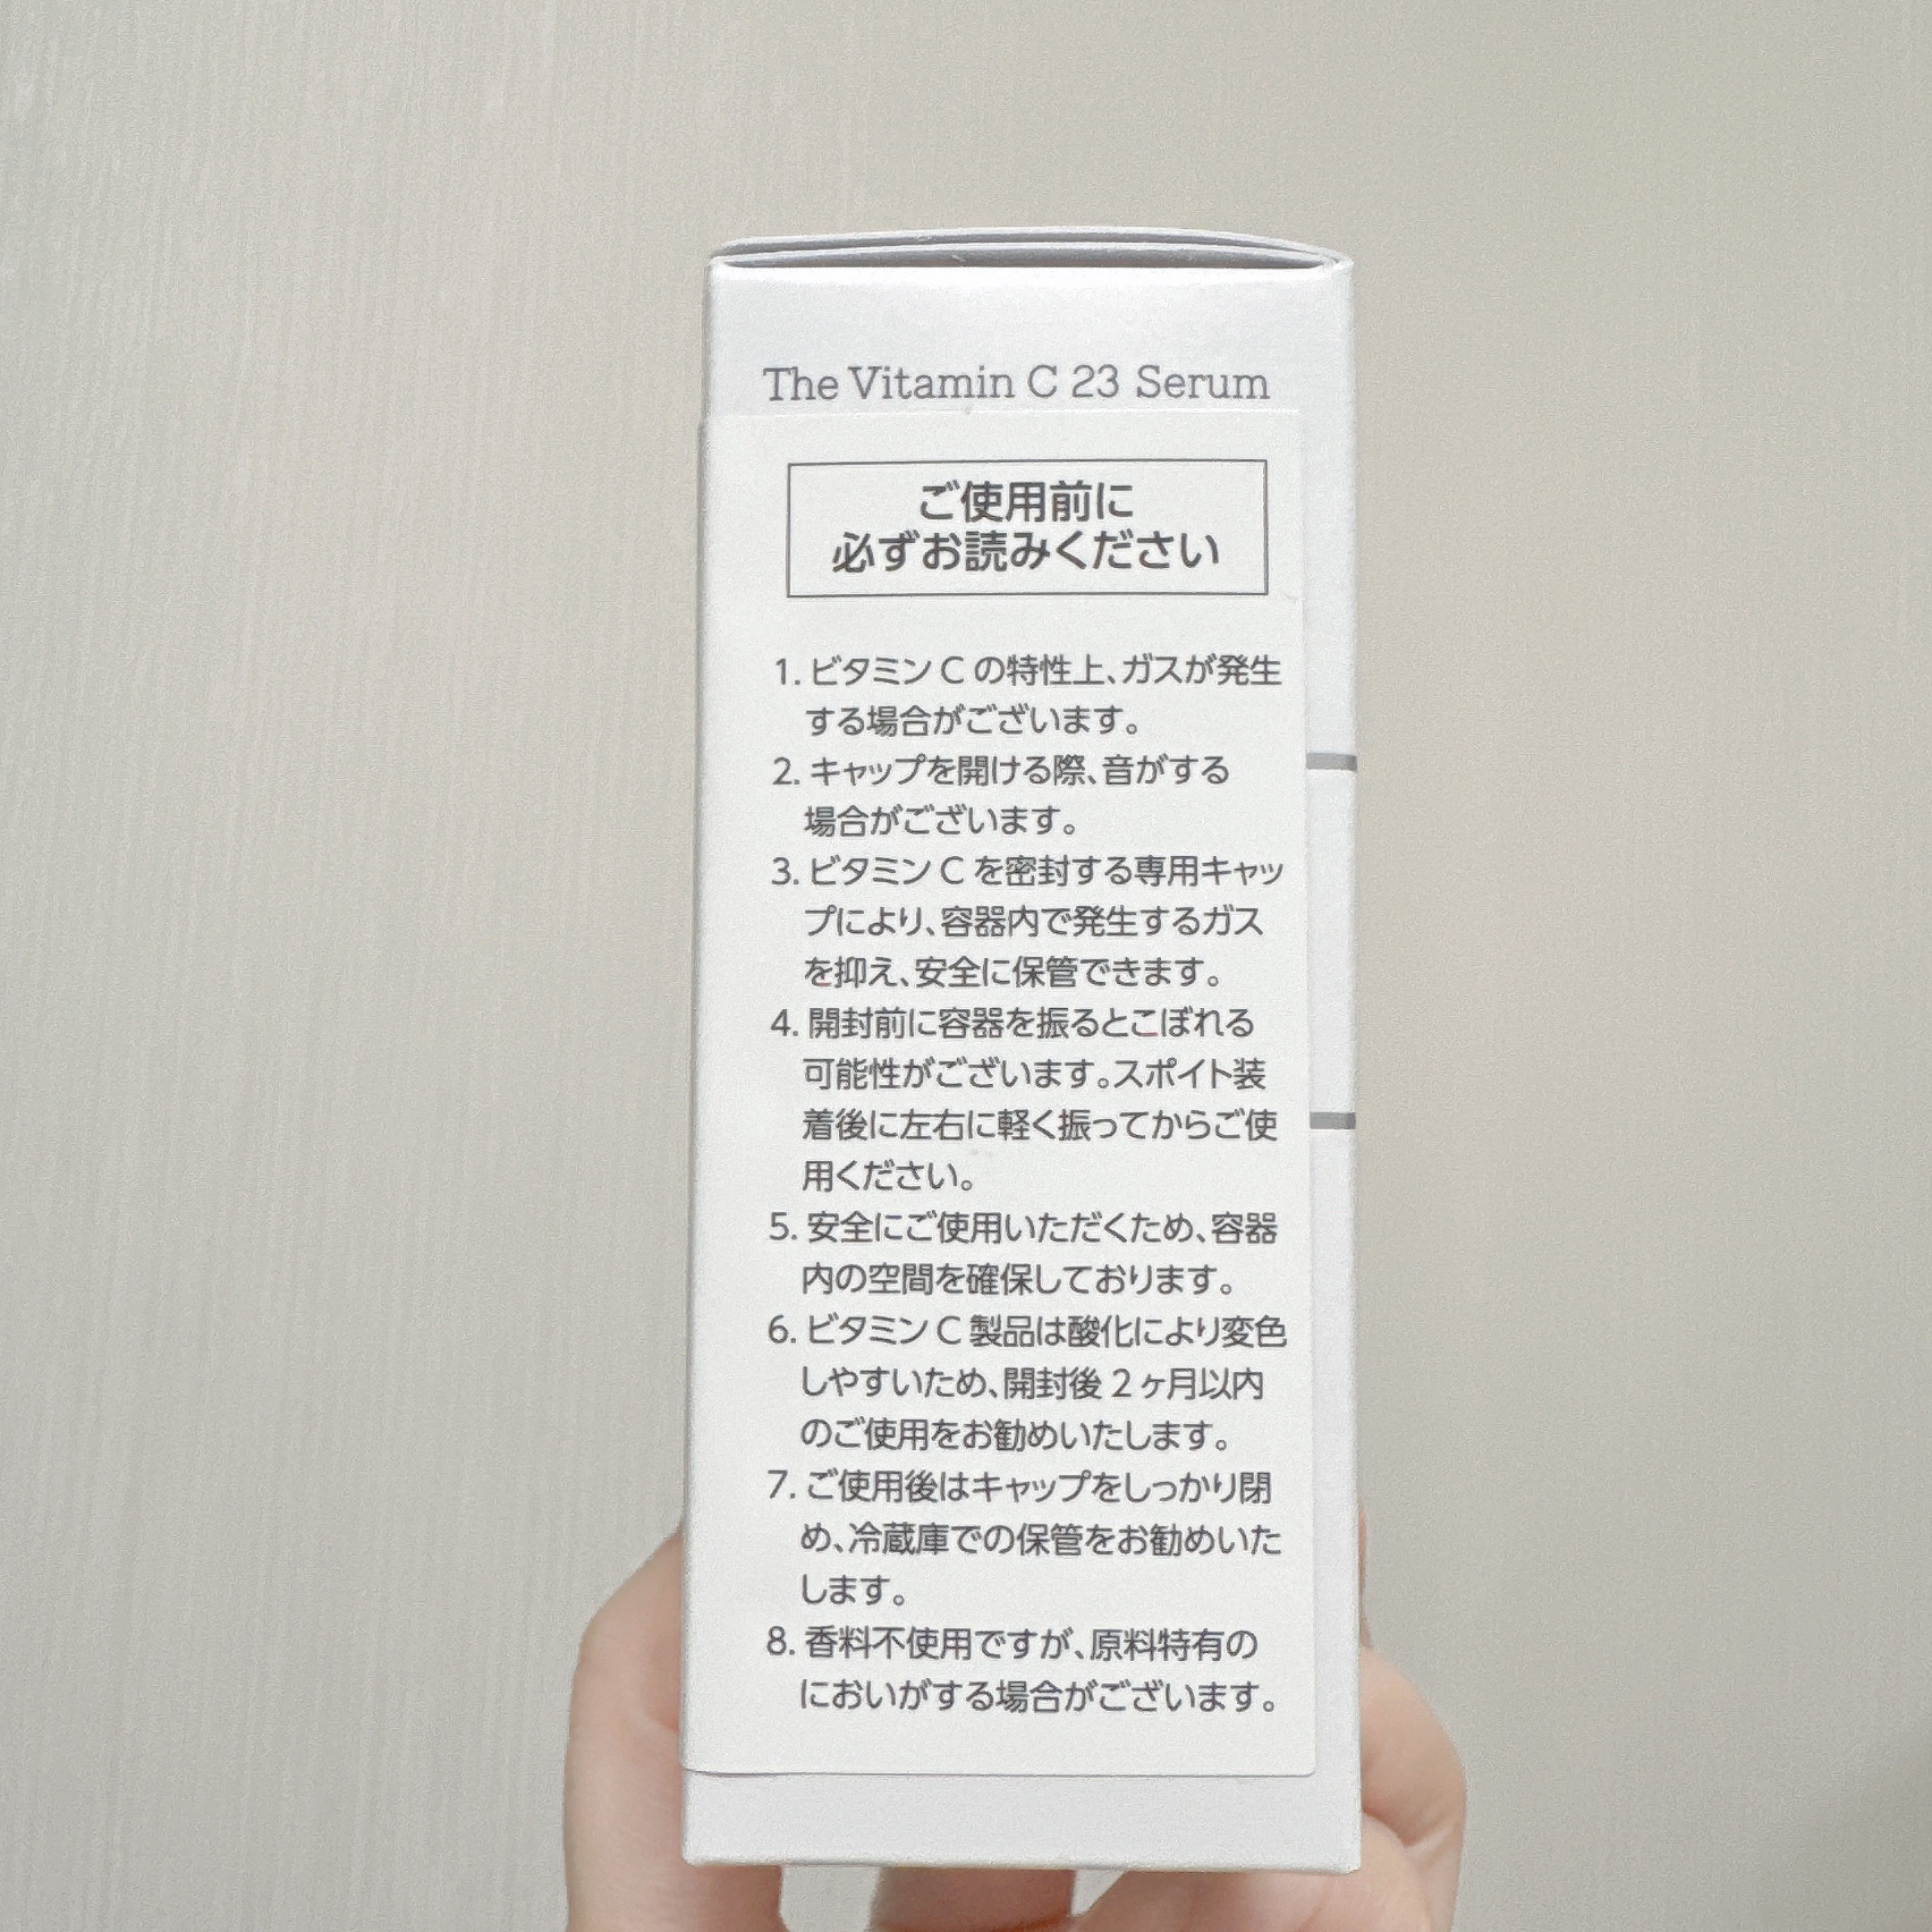 The Vitamin C 23 Serum
ご使用前に
必ずお読みください
1. ビタミン C の特性上、ガスが発生
する場合がございます。
2. キャップを開ける際、音がする
場合がございます。
3. ビタミン C を密封する専用キャッ
プにより、容器内で発生するガス
を抑え、安全に保管できます。
4. 開封前に容器を振るとこぼれる
可能性がございます。スポイト装
着後に左右に軽く振ってからご使
用ください。
5. 安全にご使用いただくため、容器
内の空間を確保しております。
6. ビタミン C 製品は酸化により変色
しやすいため、開封後 2 ヶ月以内
のご使用をお勧めいたします。
7. ご使用後はキャップをしっかり閉
め、冷蔵庫での保管をお勧めいた
します。
8. 香料不使用ですが、原料特有の
においがする場合がございます。